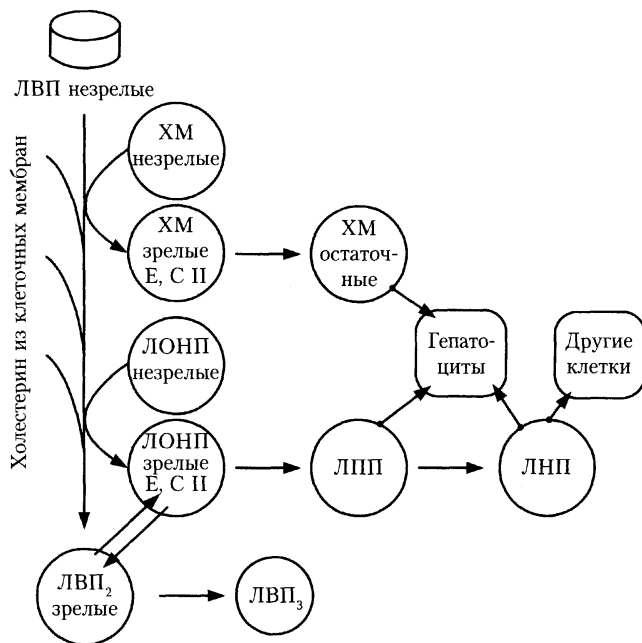 ЛВП незрелые
Холестерин из клеточных мембран
ХМ
незрелые
ХМ
зрелые
Е, С II
ХМ
остаточ-
ные
ЛОНП
незрелые
Гепато-
циты
Другие
клетки
ЛОНП
зрелые
Е, С II
ЛПП
ЛНП
ЛВП₂
зрелые
ЛВП₃